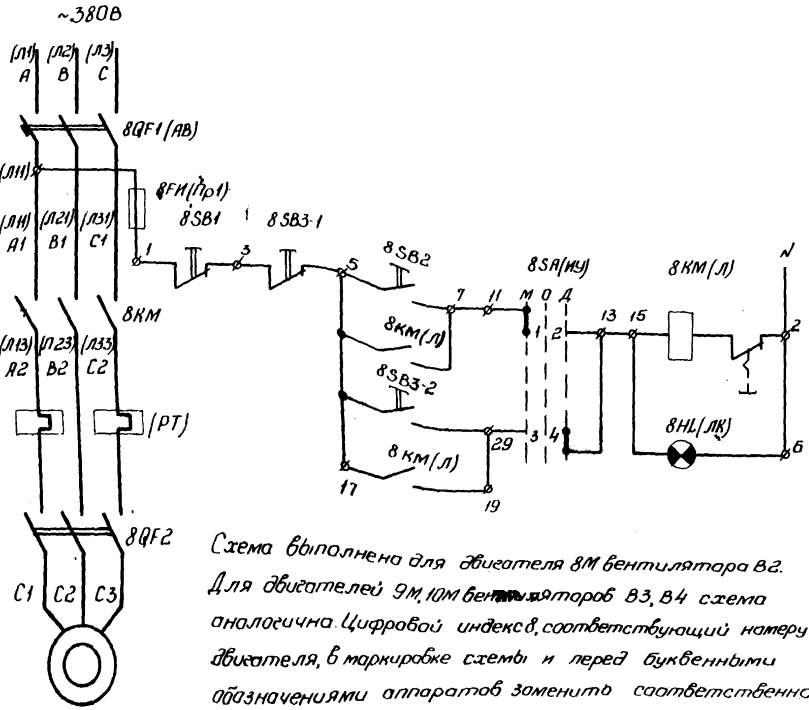 ~380В
(Л1) (Л2) (Л3)
А В С
8QF1(АВ)
(Л11)
8FИ(Пр1)
(Л11) (Л21) (Л31)
А1 В1 С1
8SB1 8SB3-1
1 3 5
8SB2
7 11
8КМ(Л)
8SB3-2
29
8КМ(Л)
17 19
8SA(ИУ)
М О Д
1 2
3 4
13 15
8КМ(Л)
N
2
8HL(ЛК)
6
8КМ
(Л13) (Л23) (Л33)
А2 В2 С2
(РТ)
8QF2
С1 С2 С3
Схема выполнена для двигателя 8М вентилятора В2.
Для двигателей 9М,10М вентиляторов В3, В4 схема
аналогична. Цифровой индекс 8, соответствующий номеру
двигателя, в маркировке схемы и перед буквенными
обозначениями аппаратов заменить соответственно